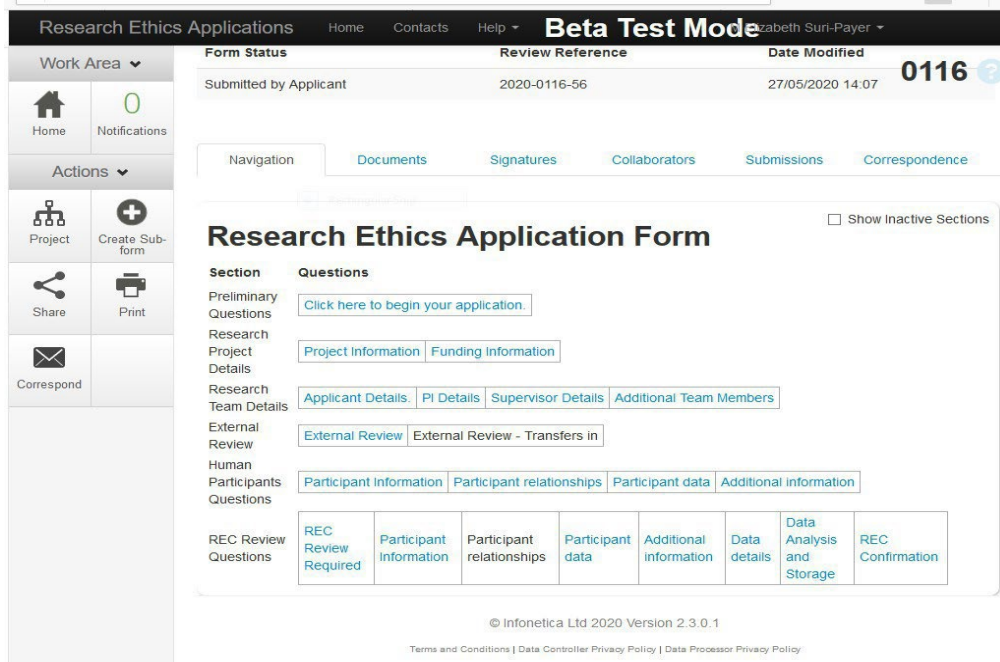 Research Ethics Applications Home Contacts Help Beta Test Mode Elizabeth Suri-Payer
Work Area
Form Status Review Reference Date Modified
Submitted by Applicant 2020-0116-56 27/05/2020 14:07
0116 ?
Home
0
Notifications
Actions
Project
Create Sub-
form
Share
Print
Correspond
Navigation Documents Signatures Collaborators Submissions Correspondence
Show Inactive Sections
Research Ethics Application Form
Section Questions
Preliminary
Questions
Click here to begin your application.
Research
Project
Details
Project Information Funding Information
Research
Team Details
Applicant Details. PI Details Supervisor Details Additional Team Members
External
Review
External Review External Review - Transfers in
Human
Participants
Questions
Participant Information Participant relationships Participant data Additional information
REC Review
Questions
REC
Review
Required
Participant
Information
Participant
relationships
Participant
data
Additional
information
Data
details
Data
Analysis
and
Storage
REC
Confirmation
© Infonetica Ltd 2020 Version 2.3.0.1
Terms and Conditions | Data Controller Privacy Policy | Data Processor Privacy Policy